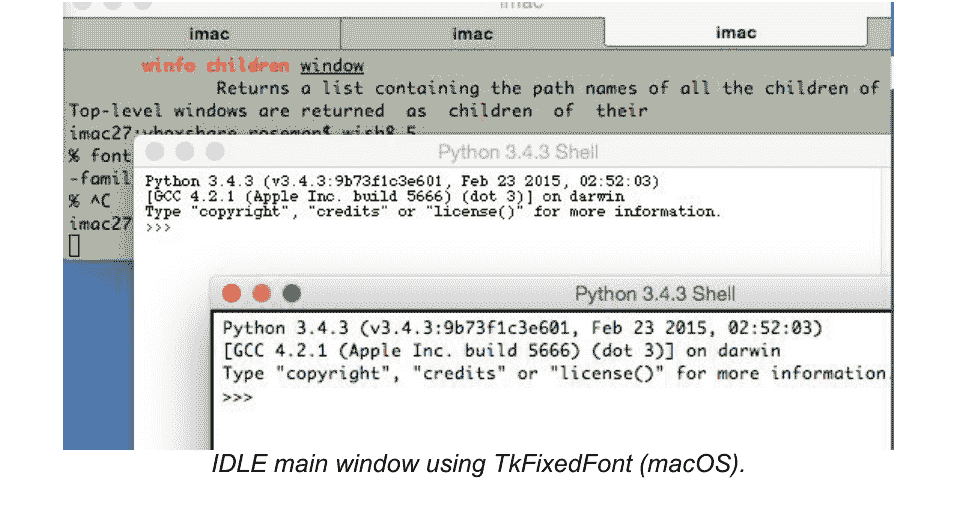 imac
imac imac imac
winfo children window
Returns a list containing the path names of all the children of
Top-level windows are returned as children of their
imac27:vboxshare roseman$ wish8.5
% font
-famil
% ^C
imac27
Python 3.4.3 Shell
Python 3.4.3 (v3.4.3:9b73f1c3e601, Feb 23 2015, 02:52:03)
[GCC 4.2.1 (Apple Inc. build 5666) (dot 3)] on darwin
Type "copyright", "credits" or "license()" for more information.
>>>
Python 3.4.3 Shell
Python 3.4.3 (v3.4.3:9b73f1c3e601, Feb 23 2015, 02:52:03)
[GCC 4.2.1 (Apple Inc. build 5666) (dot 3)] on darwin
Type "copyright", "credits" or "license()" for more information
>>>
IDLE main window using TkFixedFont (macOS).